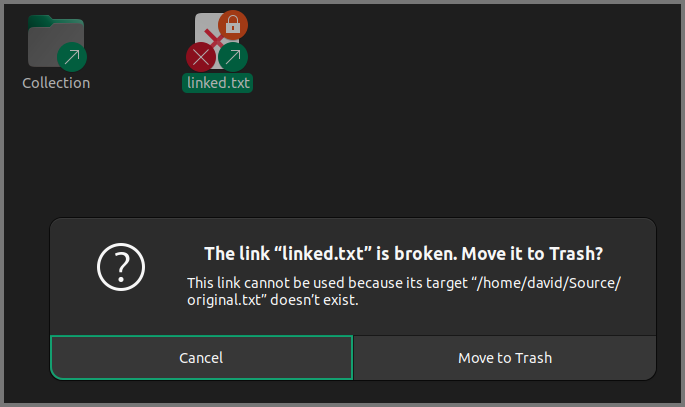 Collection
linked.txt
The link “linked.txt” is broken. Move it to Trash?
This link cannot be used because its target “/home/david/Source/
original.txt” doesn’t exist.
Cancel
Move to Trash